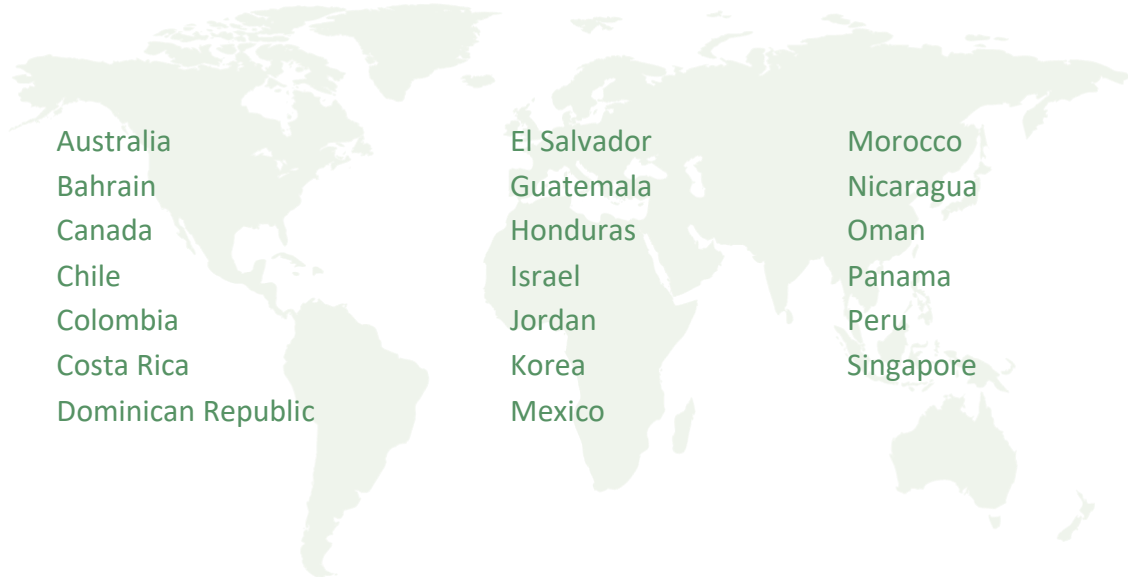 Australia
Bahrain
Canada
Chile
Colombia
Costa Rica
Dominican Republic
El Salvador
Guatemala
Honduras
Israel
Jordan
Korea
Mexico
Morocco
Nicaragua
Oman
Panama
Peru
Singapore